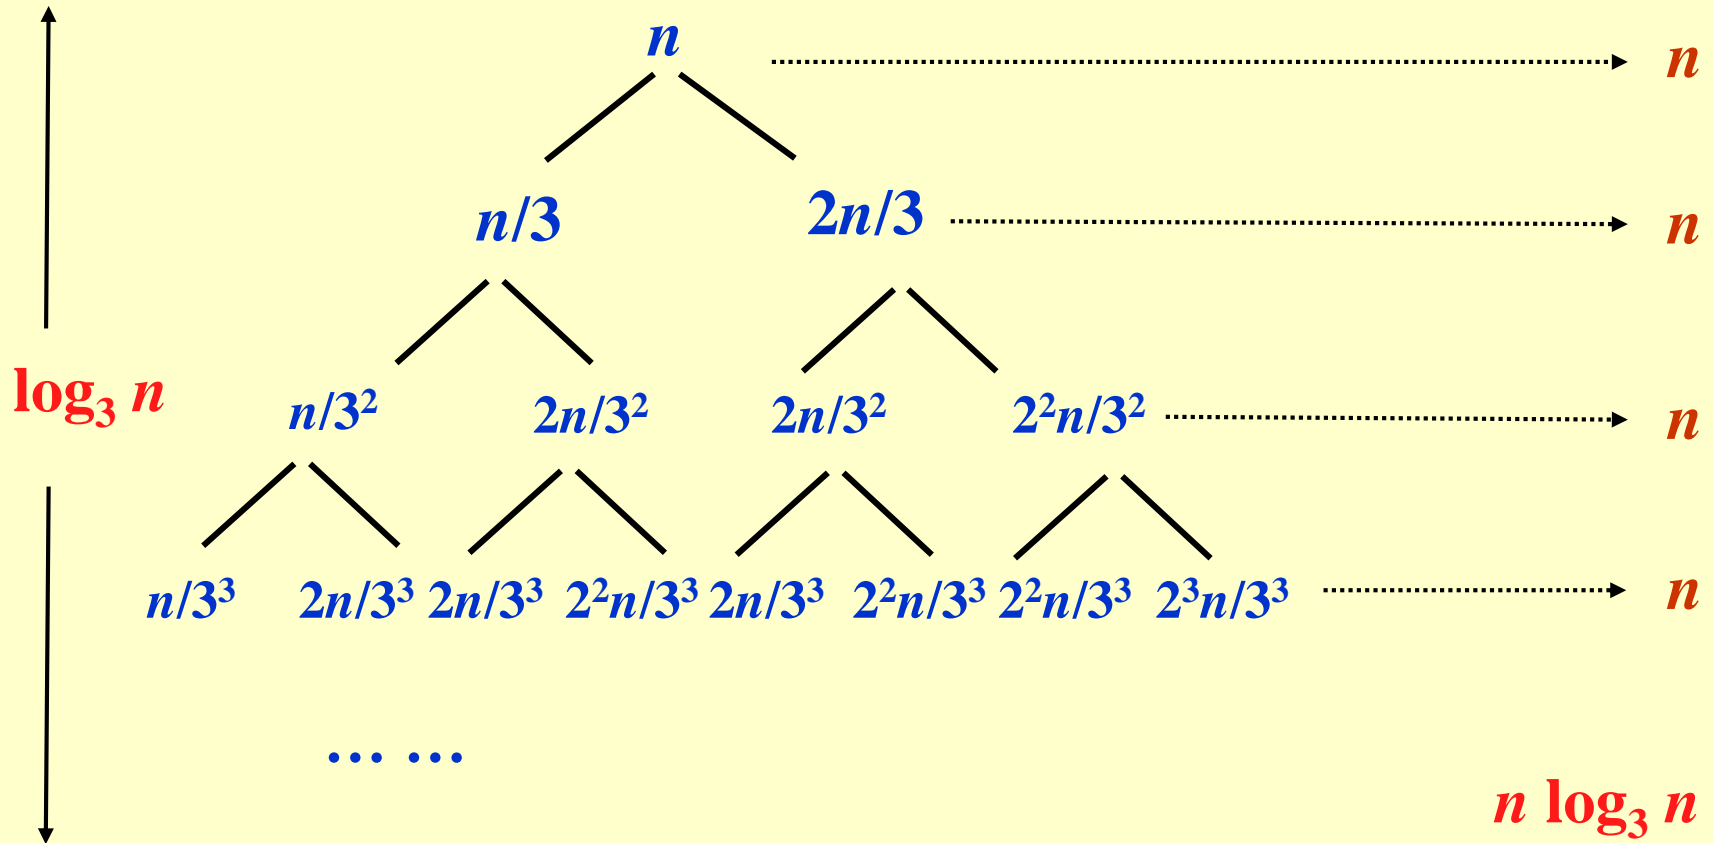 n n
n/3 2n/3 n
log₃ n n/3² 2n/3² 2n/3² 2²n/3² n
n/3³ 2n/3³ 2n/3³ 2²n/3³ 2n/3³ 2²n/3³ 2²n/3³ 2³n/3³ n
… …
n log₃ n